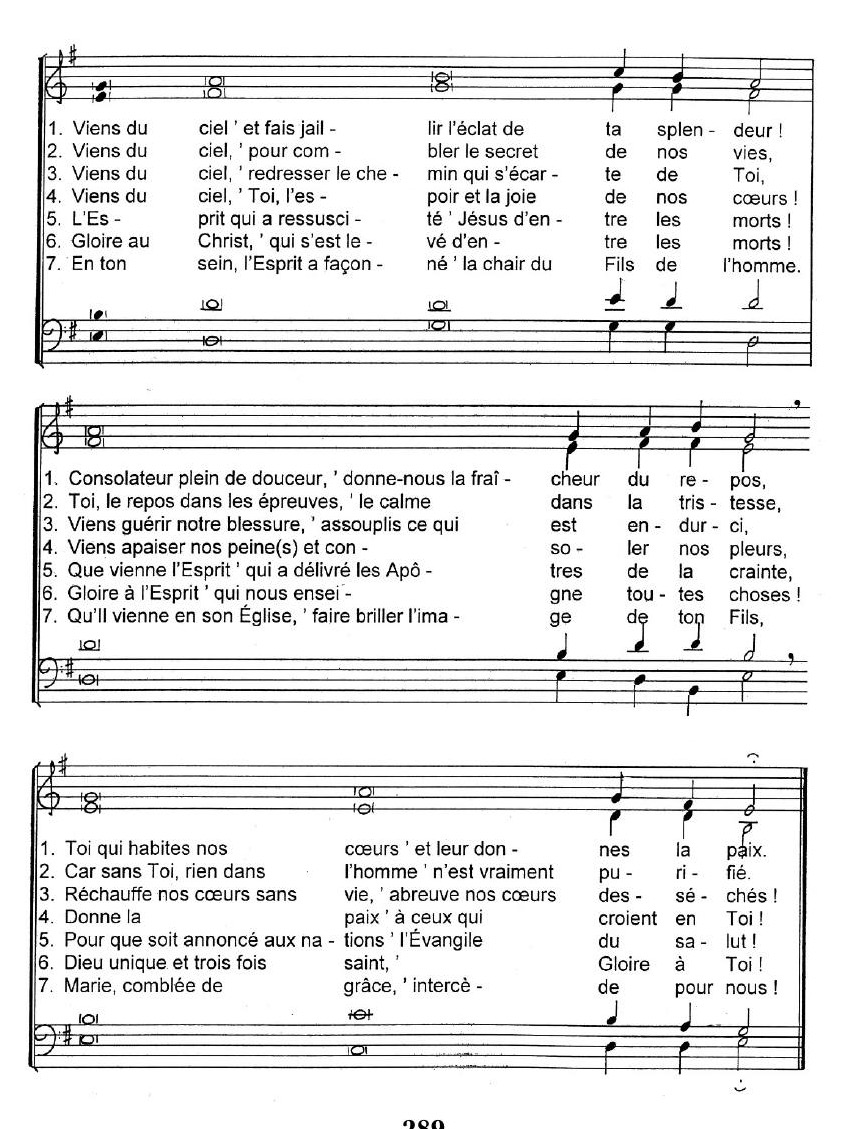 1. Viens du ciel ' et fais jail - lir l'éclat de ta splen - deur !
2. Viens du ciel, ' pour com - bler le secret de nos vies,
3. Viens du ciel, ' redresser le che - min qui s'écar - te de Toi,
4. Viens du ciel, ' Toi, l'es - poir et la joie de nos cœurs !
5. L'Es - prit qui a ressusci - té ' Jésus d'en - tre les morts !
6. Gloire au Christ, ' qui s'est le - vé d'en - tre les morts !
7. En ton sein, l'Esprit a façon - né ' la chair du Fils de l'homme.
1. Consolateur plein de douceur, ' donne-nous la fraî - cheur du re - pos,
2. Toi, le repos dans les épreuves, ' le calme dans la tris - tesse,
3. Viens guérir notre blessure, ' assouplis ce qui est en - dur - ci,
4. Viens apaiser nos peine(s) et con - so - ler nos pleurs,
5. Que vienne l'Esprit ' qui a délivré les Apô - tres de la crainte,
6. Gloire à l'Esprit ' qui nous ensei - gne tou - tes choses !
7. Qu'Il vienne en son Église, ' faire briller l'ima - ge de ton Fils,
1. Toi qui habites nos cœurs ' et leur don - nes la paix.
2. Car sans Toi, rien dans l'homme ' n'est vraiment pu - ri - fié.
3. Réchauffe nos cœurs sans vie, ' abreuve nos cœurs des - sé - chés !
4. Donne la paix ' à ceux qui croient en Toi !
5. Pour que soit annoncé aux na - tions ' l'Évangile du sa - lut !
6. Dieu unique et trois fois saint, ' Gloire à Toi !
7. Marie, comblée de grâce, ' intercè - de pour nous !
289